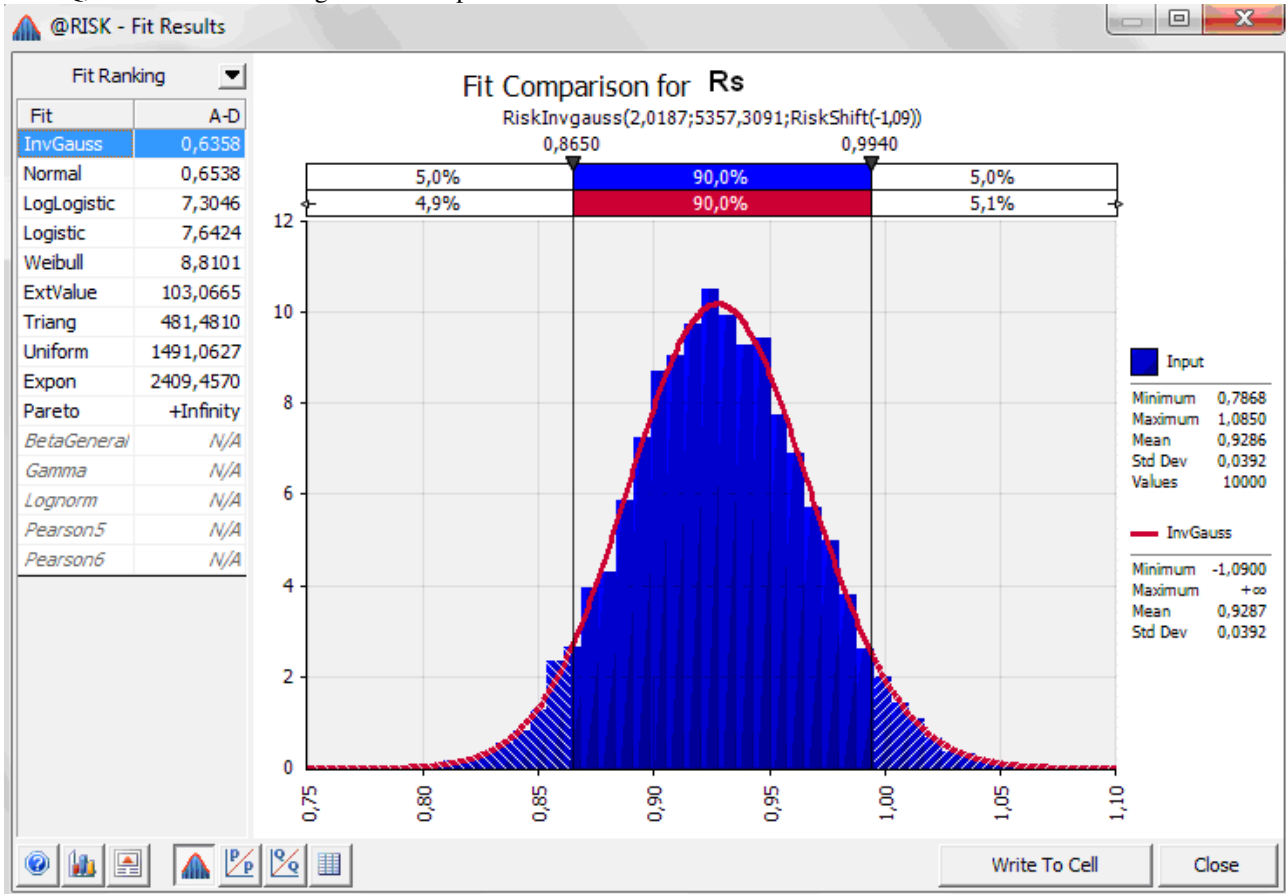 @RISK - Fit Results
Fit Ranking
Fit A-D
InvGauss 0,6358
Normal 0,6538
LogLogistic 7,3046
Logistic 7,6424
Weibull 8,8101
ExtValue 103,0665
Triang 481,4810
Uniform 1491,0627
Expon 2409,4570
Pareto +Infinity
BetaGeneral N/A
Gamma N/A
Lognorm N/A
Pearson5 N/A
Pearson6 N/A
Fit Comparison for Rs
RiskInvgauss(2,0187;5357,3091;RiskShift(-1,09))
0,8650 0,9940
5,0% 90,0% 5,0%
4,9% 90,0% 5,1%
12
10
8
6
4
2
0
0,75 0,80 0,85 0,90 0,95 1,00 1,05 1,10
Input
Minimum 0,7868
Maximum 1,0850
Mean 0,9286
Std Dev 0,0392
Values 10000
InvGauss
Minimum -1,0900
Maximum +∞
Mean 0,9287
Std Dev 0,0392
P/P
Q/Q
Write To Cell
Close